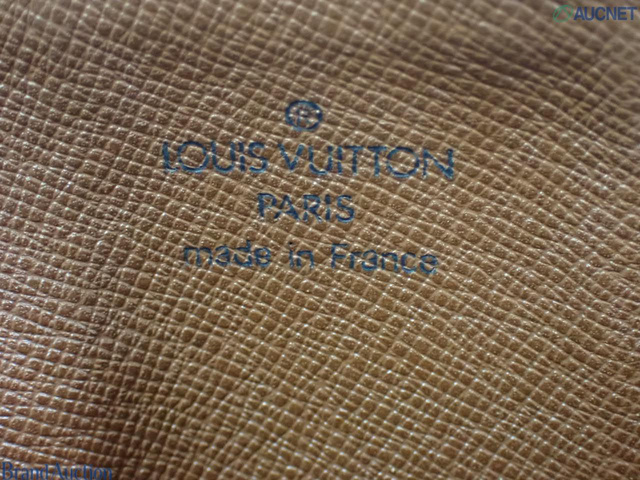 AUCNET
®
LOUIS VUITTON
PARIS
made in France
Brand Auction